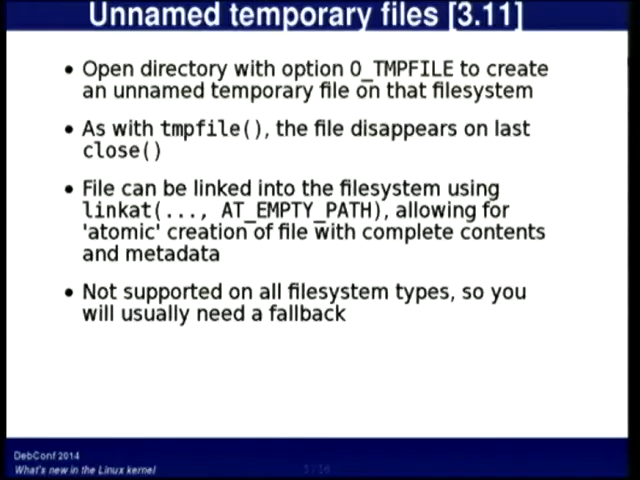 Unnamed temporary files [3.11]
• Open directory with option O_TMPFILE to create
an unnamed temporary file on that filesystem
• As with tmpfile(), the file disappears on last
close()
• File can be linked into the filesystem using
linkat(..., AT_EMPTY_PATH), allowing for
'atomic' creation of file with complete contents
and metadata
• Not supported on all filesystem types, so you
will usually need a fallback
DebConf 2014
What's new in the Linux kernel